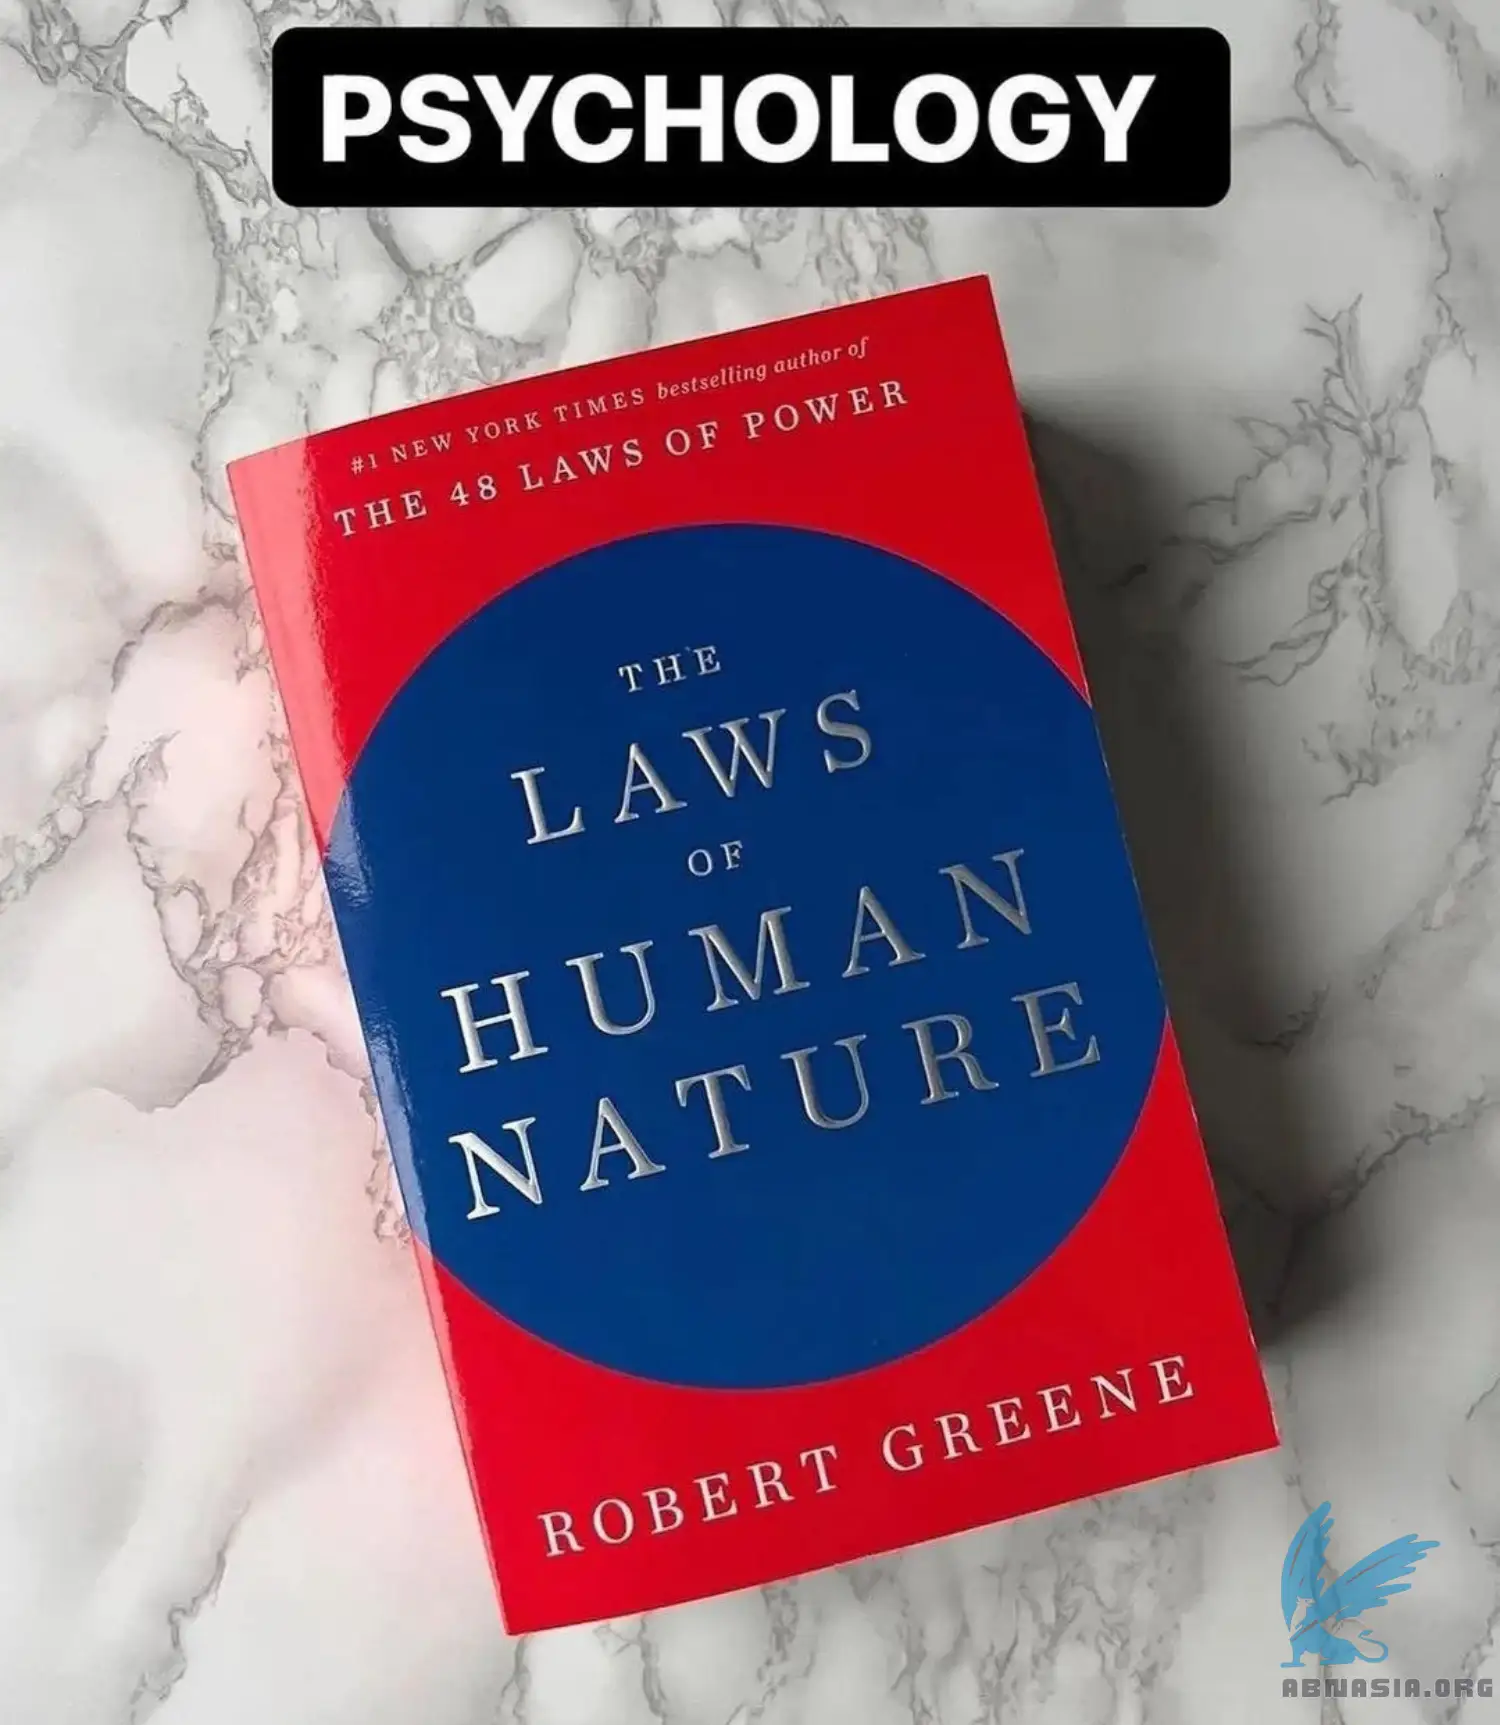 PSYCHOLOGY
#1 NEW YORK TIMES bestselling author of
THE 48 LAWS OF POWER
THE
LAWS
OF
HUMAN
NATURE
ROBERT GREENE
ABNASIA.ORG